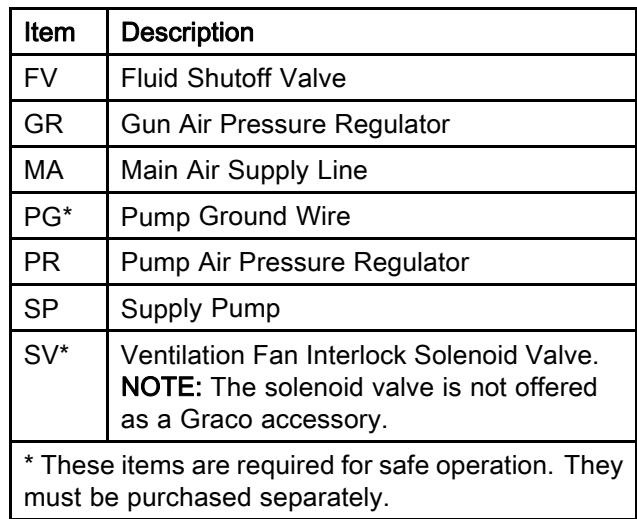 Item Description
FV Fluid Shutoff Valve
GR Gun Air Pressure Regulator
MA Main Air Supply Line
PG* Pump Ground Wire
PR Pump Air Pressure Regulator
SP Supply Pump
SV* Ventilation Fan Interlock Solenoid Valve.
NOTE: The solenoid valve is not offered
as a Graco accessory.
* These items are required for safe operation. They
must be purchased separately.